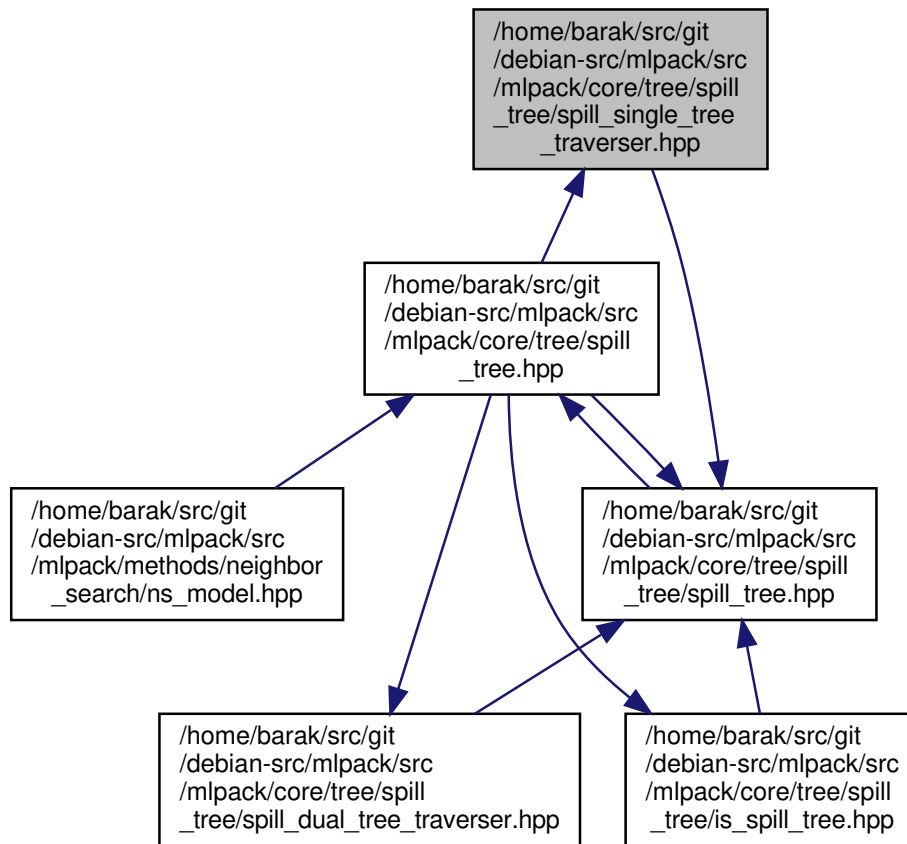 /home/barak/src/git
/debian-src/mlpack/src
/mlpack/core/tree/spill
_tree/spill_single_tree
_traverser.hpp
/home/barak/src/git
/debian-src/mlpack/src
/mlpack/core/tree/spill
_tree.hpp
/home/barak/src/git
/debian-src/mlpack/src
/mlpack/methods/neighbor
_search/ns_model.hpp
/home/barak/src/git
/debian-src/mlpack/src
/mlpack/core/tree/spill
_tree/spill_tree.hpp
/home/barak/src/git
/debian-src/mlpack/src
/mlpack/core/tree/spill
_tree/spill_dual_tree_traverser.hpp
/home/barak/src/git
/debian-src/mlpack/src
/mlpack/core/tree/spill
_tree/is_spill_tree.hpp